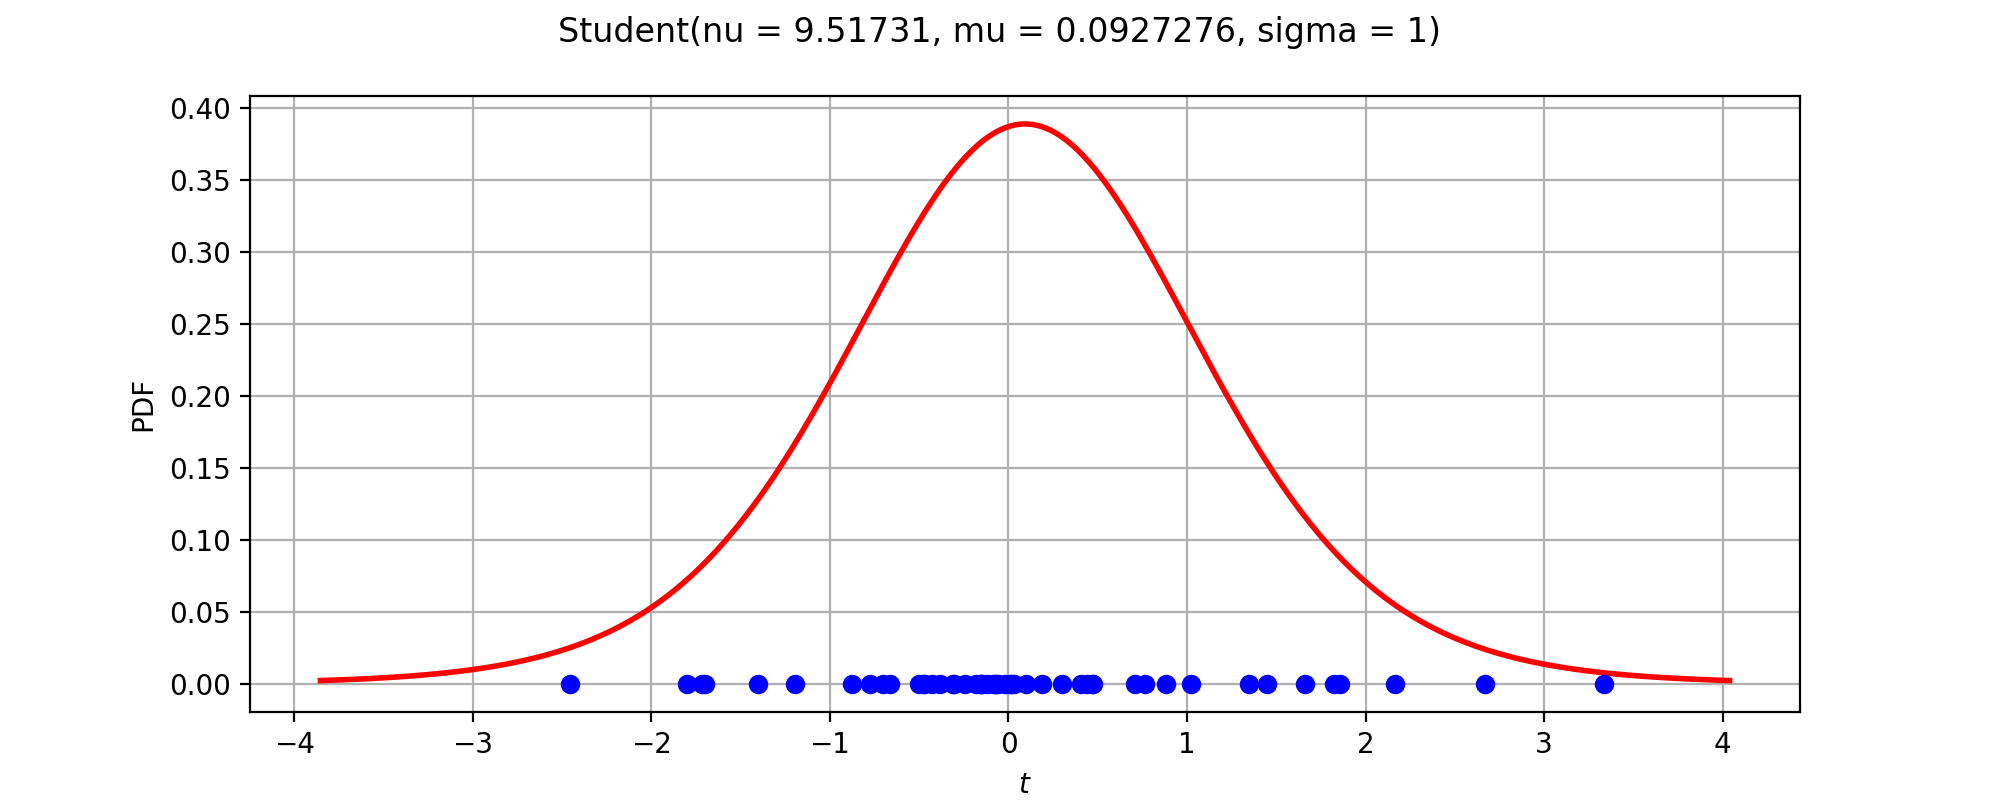 Student(nu = 9.51731, mu = 0.0927276, sigma = 1)
0.40
0.35
0.30
0.25
0.20
0.15
0.10
0.05
0.00
PDF
−4 −3 −2 −1 0 1 2 3 4
t